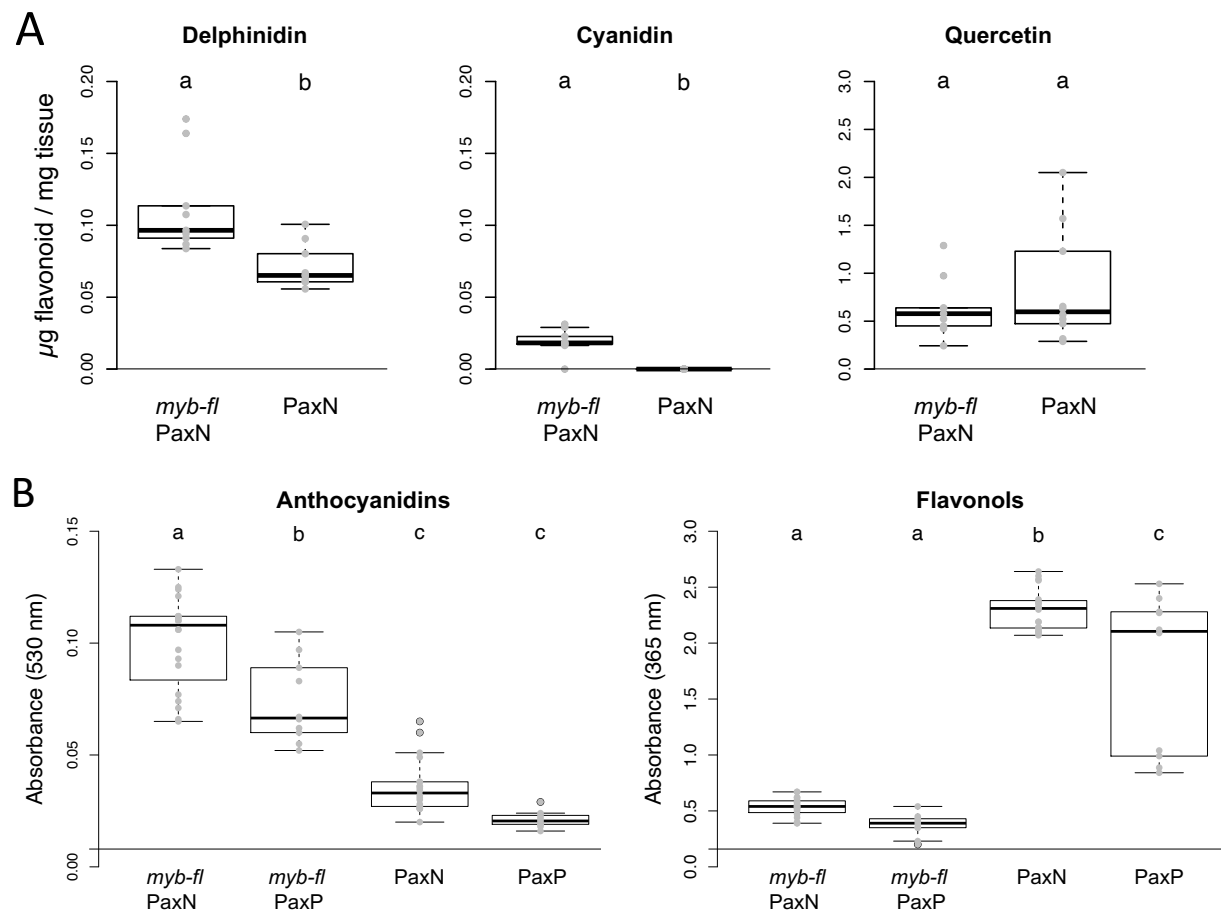 A
Delphinidin
Cyanidin
Quercetin
µg flavonoid / mg tissue
0.20
0.15
0.10
0.05
0.00
a
b
myb-fl
PaxN
PaxN
0.20
0.15
0.10
0.05
0.00
a
b
myb-fl
PaxN
PaxN
3.0
2.5
2.0
1.5
1.0
0.5
0.0
a
a
myb-fl
PaxN
PaxN
B
Anthocyanidins
Absorbance (530 nm)
0.15
0.10
0.05
0.00
a
b
c
c
myb-fl
PaxN
myb-fl
PaxP
PaxN
PaxP
Flavonols
Absorbance (365 nm)
3.0
2.5
2.0
1.5
1.0
0.5
0.0
a
a
b
c
myb-fl
PaxN
myb-fl
PaxP
PaxN
PaxP